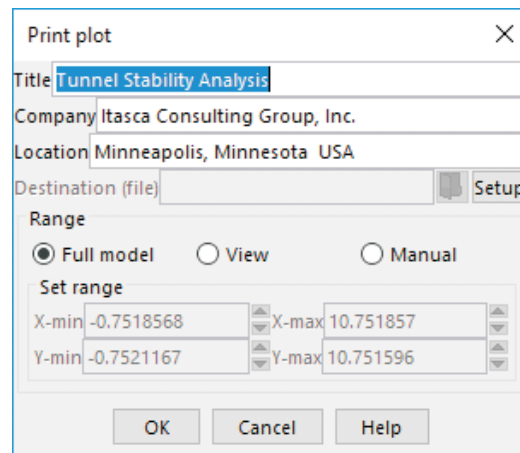 Print plot
Title Tunnel Stability Analysis
Company Itasca Consulting Group, Inc.
Location Minneapolis, Minnesota  USA
Destination (file) Setup
Range
Full model View Manual
Set range
X-min -0.7518568 X-max 10.751857
Y-min -0.7521167 Y-max 10.751596
OK Cancel Help